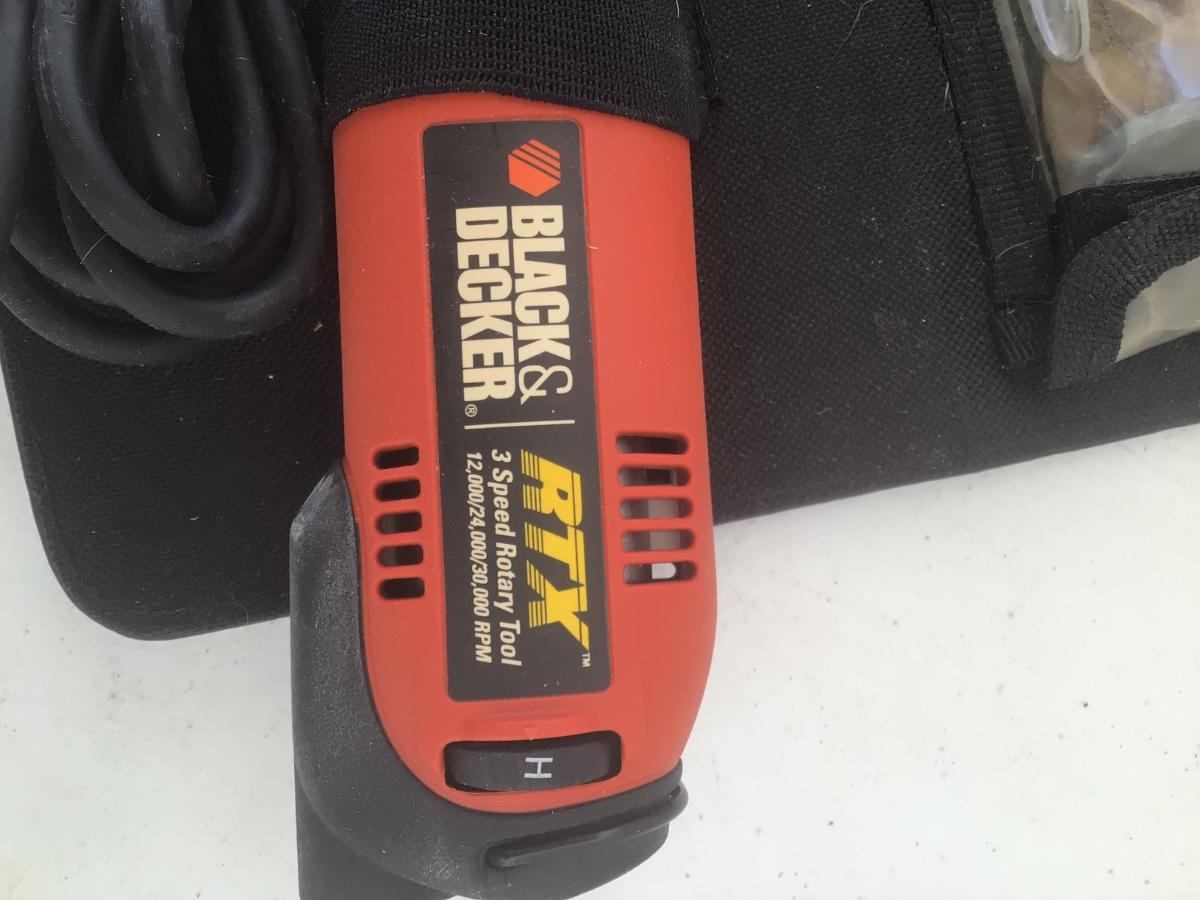 BLACK&
DECKER®
RTX™
3 Speed Rotary Tool
12,000/24,000/30,000 RPM
H